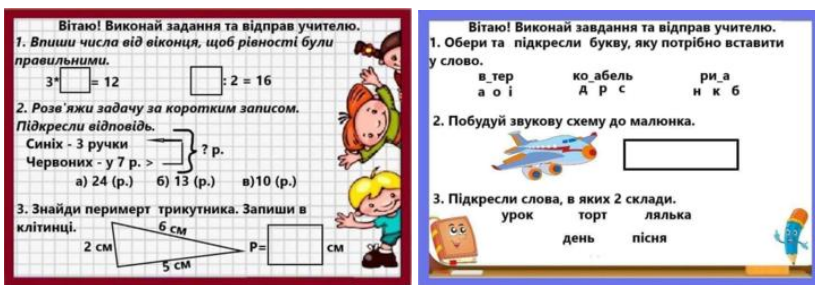 Вітаю! Виконай задання та відправ учителю.
1. Впиши числа від віконця, щоб рівності були
правильними.
3* = 12 : 2 = 16
2. Розв'яжи задачу за коротким записом.
Підкресли відповідь.
Синіх - 3 ручки
? р.
Червоних - у 7 р. >
а) 24 (р.) б) 13 (р.) в)10 (р.)
3. Знайди перимерт трикутника. Запиши в
клітинці.
6 см
2 см
P= см
5 см
Вітаю! Виконай завдання та відправ учителю.
1. Обери та підкресли букву, яку потрібно вставити
у слово.
в_тер ко_абель ри_а
а о і д р с н к б
2. Побудуй звукову схему до малюнка.
3. Підкресли слова, в яких 2 склади.
урок торт лялька
день пісня